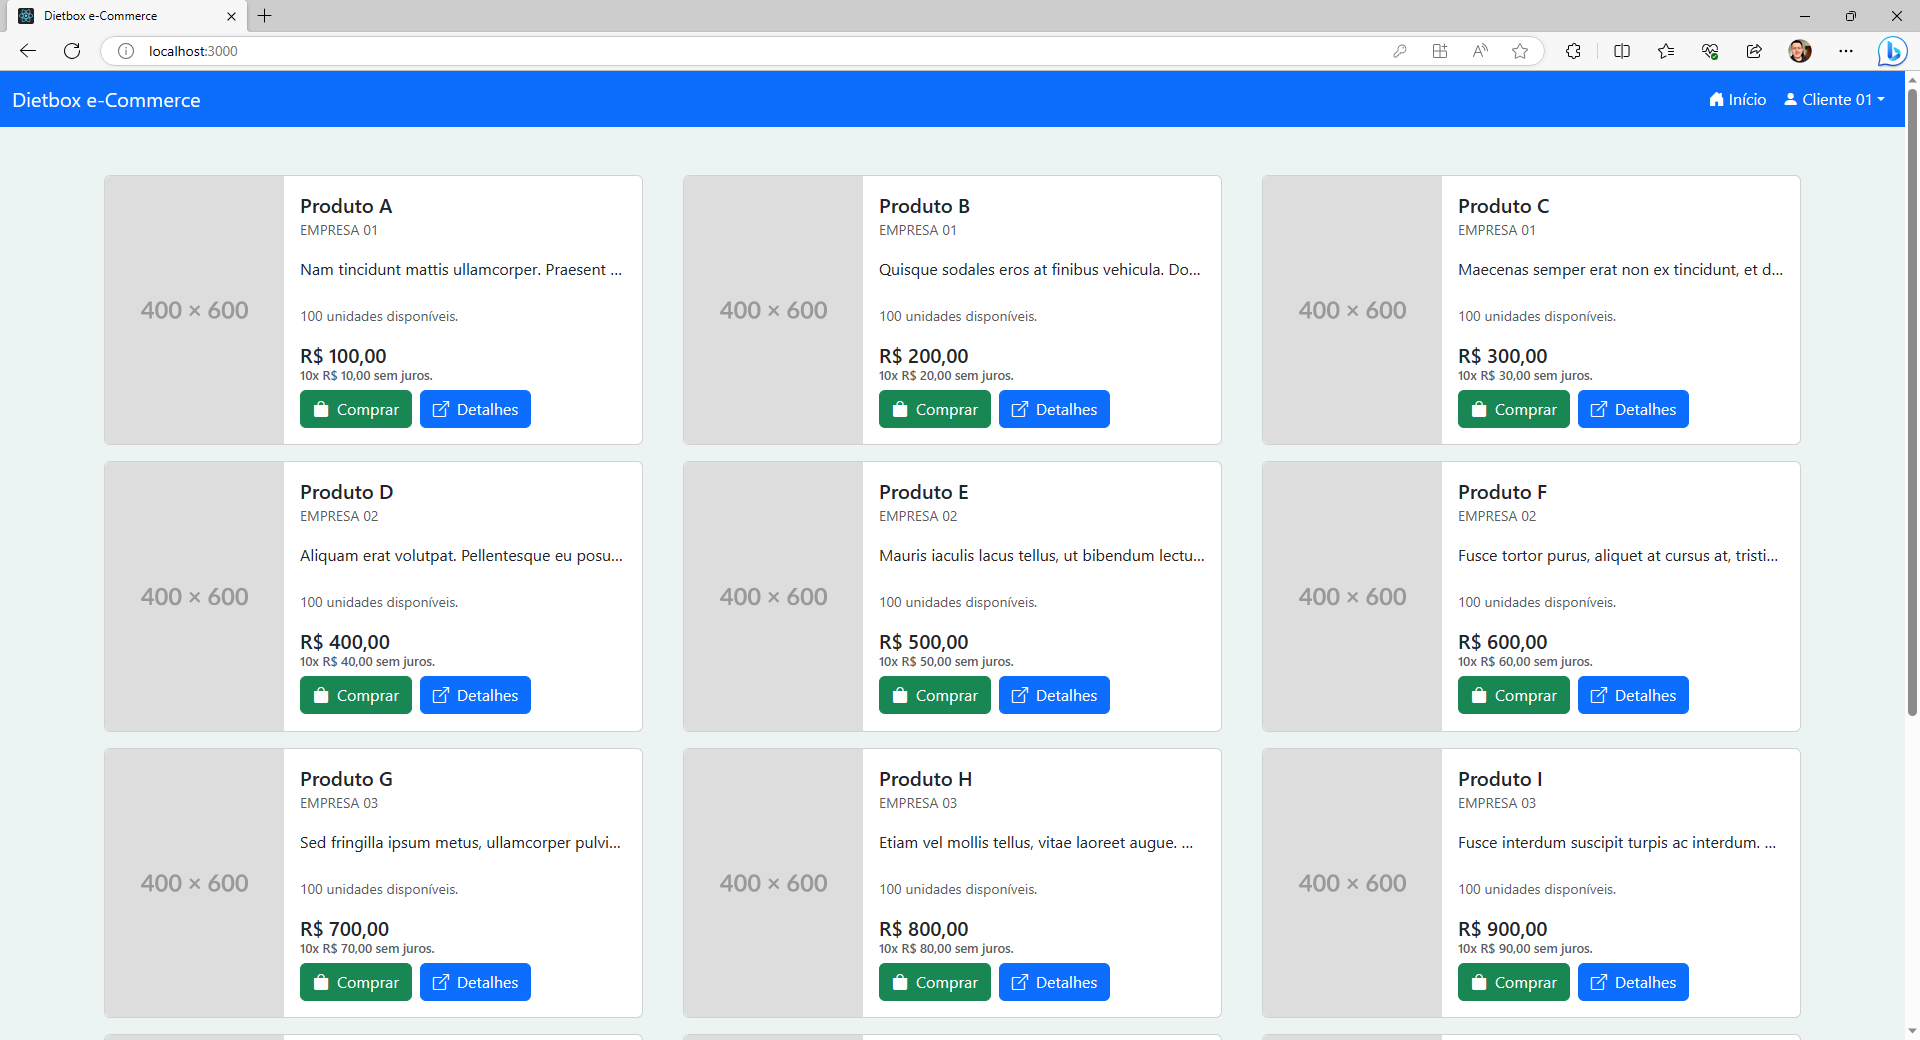 Dietbox e-Commerce
localhost:3000
Dietbox e-Commerce
Início
Cliente 01
400 × 600
Produto A
EMPRESA 01
Nam tincidunt mattis ullamcorper. Praesent ...
100 unidades disponíveis.
R$ 100,00
10x R$ 10,00 sem juros.
Comprar
Detalhes
400 × 600
Produto B
EMPRESA 01
Quisque sodales eros at finibus vehicula. Do...
100 unidades disponíveis.
R$ 200,00
10x R$ 20,00 sem juros.
Comprar
Detalhes
400 × 600
Produto C
EMPRESA 01
Maecenas semper erat non ex tincidunt, et d...
100 unidades disponíveis.
R$ 300,00
10x R$ 30,00 sem juros.
Comprar
Detalhes
400 × 600
Produto D
EMPRESA 02
Aliquam erat volutpat. Pellentesque eu posu...
100 unidades disponíveis.
R$ 400,00
10x R$ 40,00 sem juros.
Comprar
Detalhes
400 × 600
Produto E
EMPRESA 02
Mauris iaculis lacus tellus, ut bibendum lectu...
100 unidades disponíveis.
R$ 500,00
10x R$ 50,00 sem juros.
Comprar
Detalhes
400 × 600
Produto F
EMPRESA 02
Fusce tortor purus, aliquet at cursus at, tristi...
100 unidades disponíveis.
R$ 600,00
10x R$ 60,00 sem juros.
Comprar
Detalhes
400 × 600
Produto G
EMPRESA 03
Sed fringilla ipsum metus, ullamcorper pulvi...
100 unidades disponíveis.
R$ 700,00
10x R$ 70,00 sem juros.
Comprar
Detalhes
400 × 600
Produto H
EMPRESA 03
Etiam vel mollis tellus, vitae laoreet augue. ...
100 unidades disponíveis.
R$ 800,00
10x R$ 80,00 sem juros.
Comprar
Detalhes
400 × 600
Produto I
EMPRESA 03
Fusce interdum suscipit turpis ac interdum. ...
100 unidades disponíveis.
R$ 900,00
10x R$ 90,00 sem juros.
Comprar
Detalhes